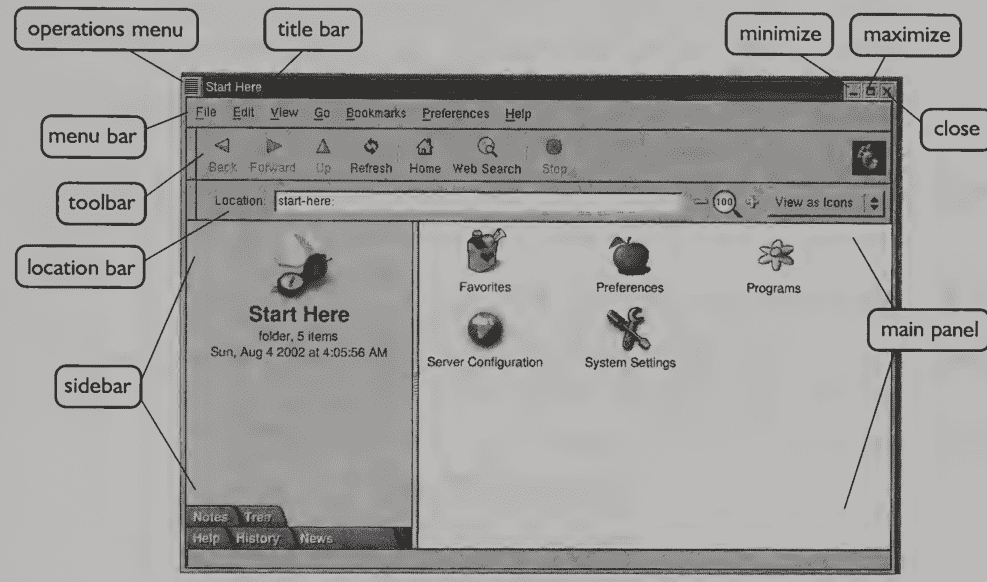 operations menu
title bar
minimize
maximize
Start Here
close
menu bar
File Edit View Go Bookmarks Preferences Help
toolbar
Back Forward Up Refresh Home Web Search Stop
location bar
Location: start-here: 100 View as Icons
Favorites Preferences Programs
Start Here
folder, 5 items
Sun, Aug 4 2002 at 4:05:56 AM
main panel
Server Configuration System Settings
sidebar
Notes Tree
Help History News